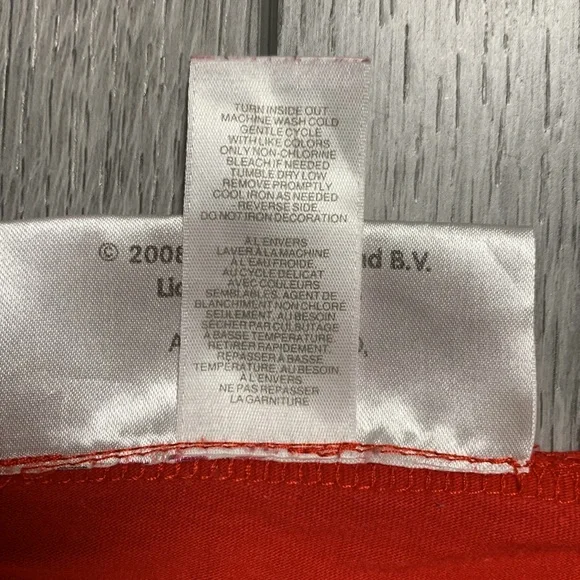 TURN INSIDE OUT
MACHINE WASH COLD
GENTLE CYCLE
WITH LIKE COLORS
ONLY NON-CHLORINE
BLEACH IF NEEDED
TUMBLE DRY LOW
REMOVE PROMPTLY
COOL IRON AS NEEDED
REVERSE SIDE.
DO NOT IRON DECORATION
À L'ENVERS
LAVER À LA MACHINE
À L'EAU FROIDE,
AU CYCLE DÉLICAT
AVEC COULEURS
SEMBLABLES. AGENT DE
BLANCHIMENT NON CHLORÉ
SEULEMENT, AU BESOIN
SÉCHER PAR CULBUTAGE
À BASSE TEMPÉRATURE.
RETIRER RAPIDEMENT.
REPASSER À BASSE
TEMPÉRATURE, AU BESOIN.
À L'ENVERS
NE PAS REPASSER
LA GARNITURE
© 2008 B.V.